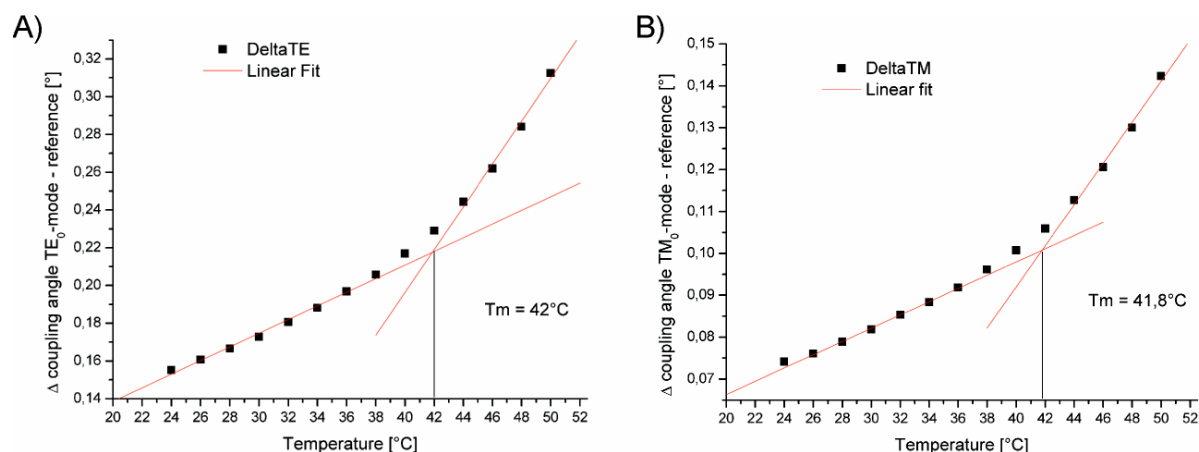 A)
DeltaTE
Linear Fit
Δ coupling angle TE0-mode - reference [°]
0,32
0,30
0,28
0,26
0,24
0,22
0,20
0,18
0,16
0,14
Tm = 42°C
20 22 24 26 28 30 32 34 36 38 40 42 44 46 48 50 52
Temperature [°C]
B)
DeltaTM
Linear fit
Δ coupling angle TM0-mode - reference [°]
0,15
0,14
0,13
0,12
0,11
0,10
0,09
0,08
0,07
Tm = 41,8°C
20 22 24 26 28 30 32 34 36 38 40 42 44 46 48 50 52
Temperature [°C]